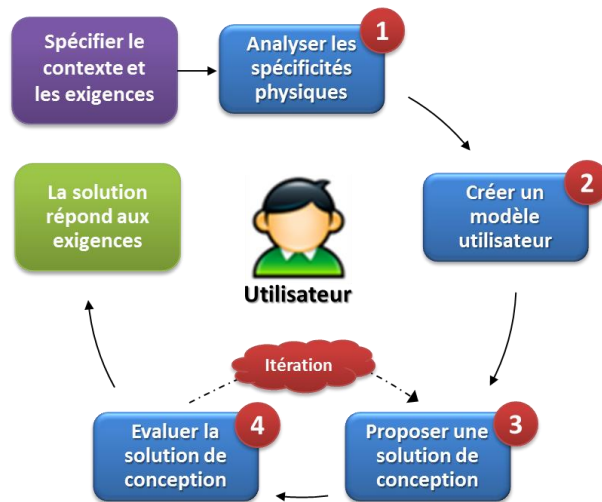 Spécifier le
contexte et
les exigences
1
Analyser les
spécificités
physiques
2
Créer un
modèle
utilisateur
La solution
répond aux
exigences
Utilisateur
Itération
3
Proposer une
solution de
conception
4
Evaluer la
solution de
conception